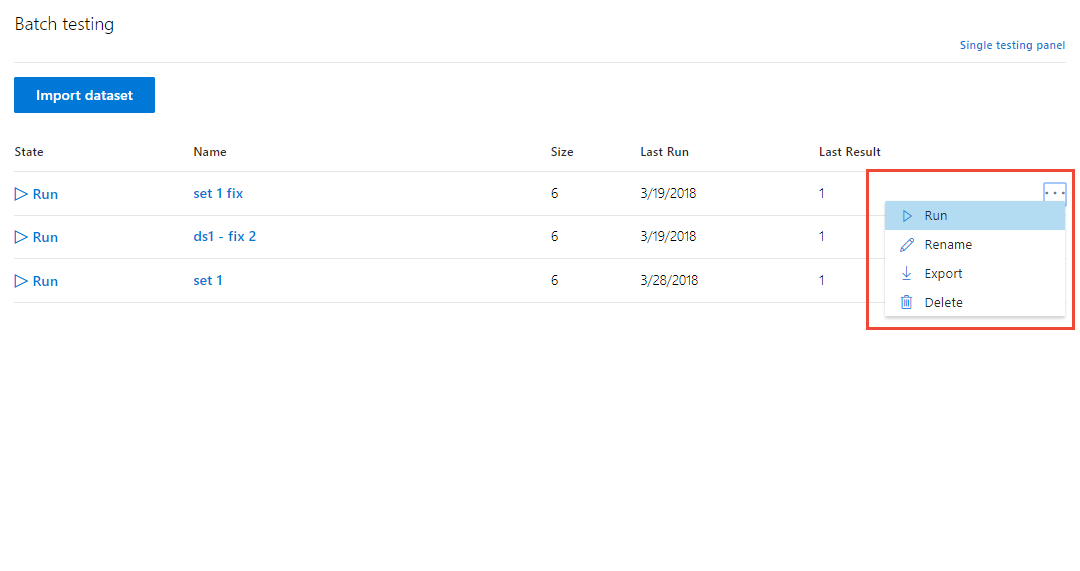 Batch testing
Single testing panel
Import dataset
State Name Size Last Run Last Result
Run set 1 fix 6 3/19/2018 1 ...
Run
Run ds1 - fix 2 6 3/19/2018 1
Rename
Export
Run set 1 6 3/28/2018 1
Delete